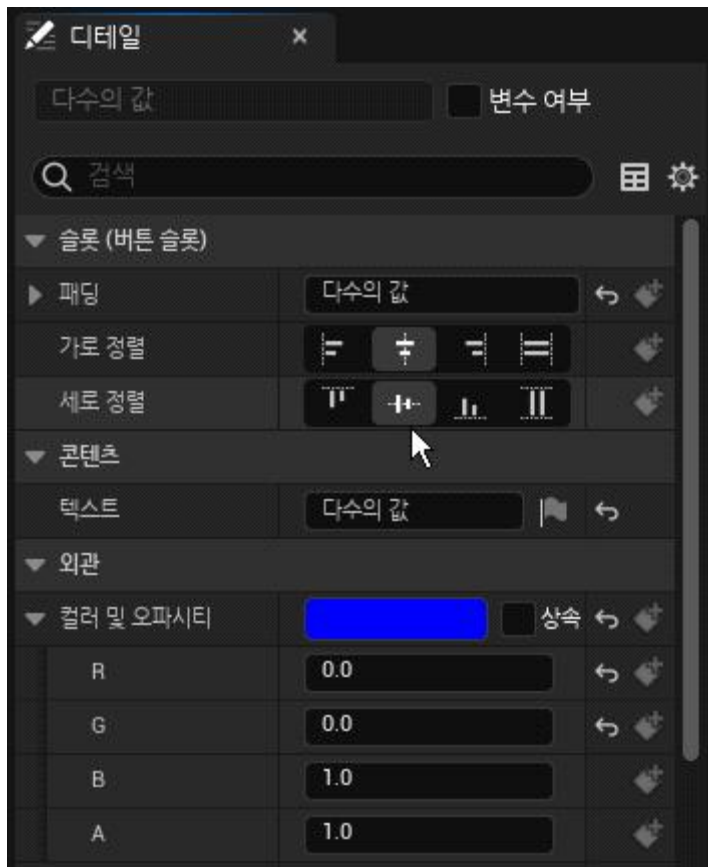 디테일
다수의 값 변수 여부
검색
슬롯 (버튼 슬롯)
패딩 다수의 값
가로 정렬
세로 정렬
콘텐츠
텍스트 다수의 값
외관
컬러 및 오파시티 상속
R 0.0
G 0.0
B 1.0
A 1.0